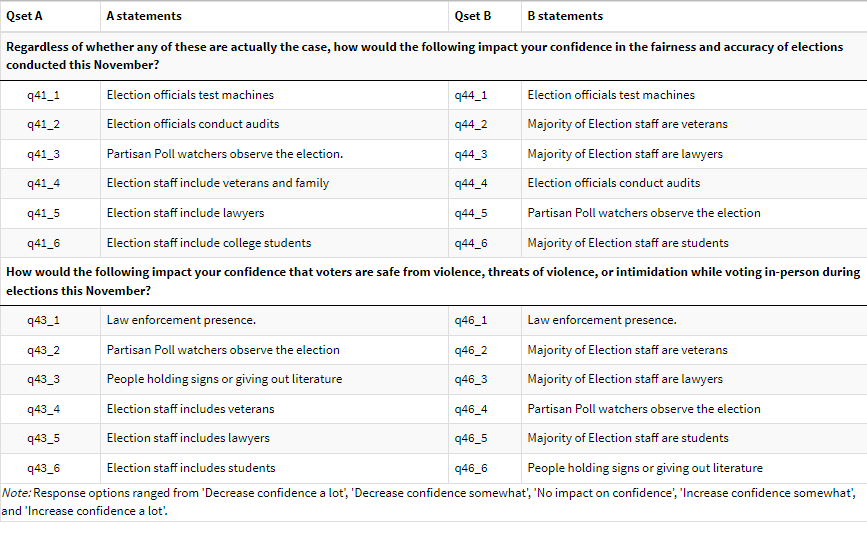 Qset A A statements Qset B B statements
Regardless of whether any of these are actually the case, how would the following impact your confidence in the fairness and accuracy of elections
conducted this November?
q41_1 Election officials test machines q44_1 Election officials test machines
q41_2 Election officials conduct audits q44_2 Majority of Election staff are veterans
q41_3 Partisan Poll watchers observe the election. q44_3 Majority of Election staff are lawyers
q41_4 Election staff include veterans and family q44_4 Election officials conduct audits
q41_5 Election staff include lawyers q44_5 Partisan Poll watchers observe the election
q41_6 Election staff include college students q44_6 Majority of Election staff are students
How would the following impact your confidence that voters are safe from violence, threats of violence, or intimidation while voting in-person during
elections this November?
q43_1 Law enforcement presence. q46_1 Law enforcement presence.
q43_2 Partisan Poll watchers observe the election q46_2 Majority of Election staff are veterans
q43_3 People holding signs or giving out literature q46_3 Majority of Election staff are lawyers
q43_4 Election staff includes veterans q46_4 Partisan Poll watchers observe the election
q43_5 Election staff includes lawyers q46_5 Majority of Election staff are students
q43_6 Election staff includes students q46_6 People holding signs or giving out literature
Note: Response options ranged from 'Decrease confidence a lot', 'Decrease confidence somewhat', 'No impact on confidence', 'Increase confidence somewhat',
and 'Increase confidence a lot'.